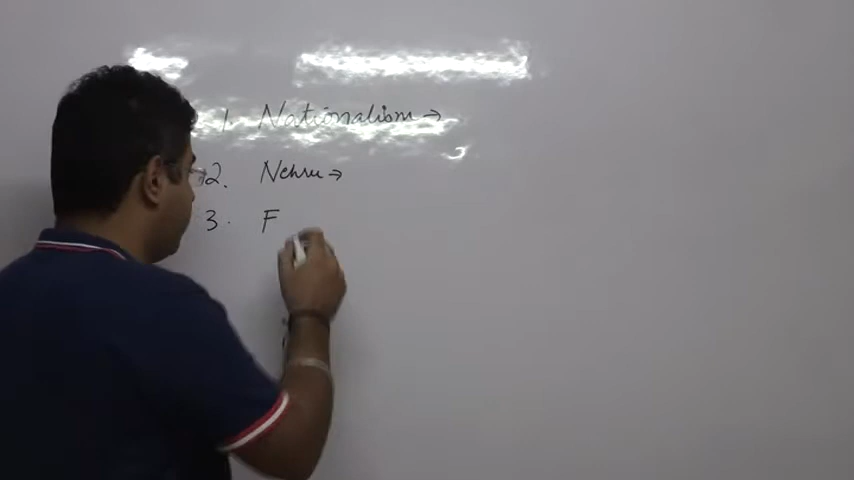 1. Nationalism →
2. Nehru →
3. F